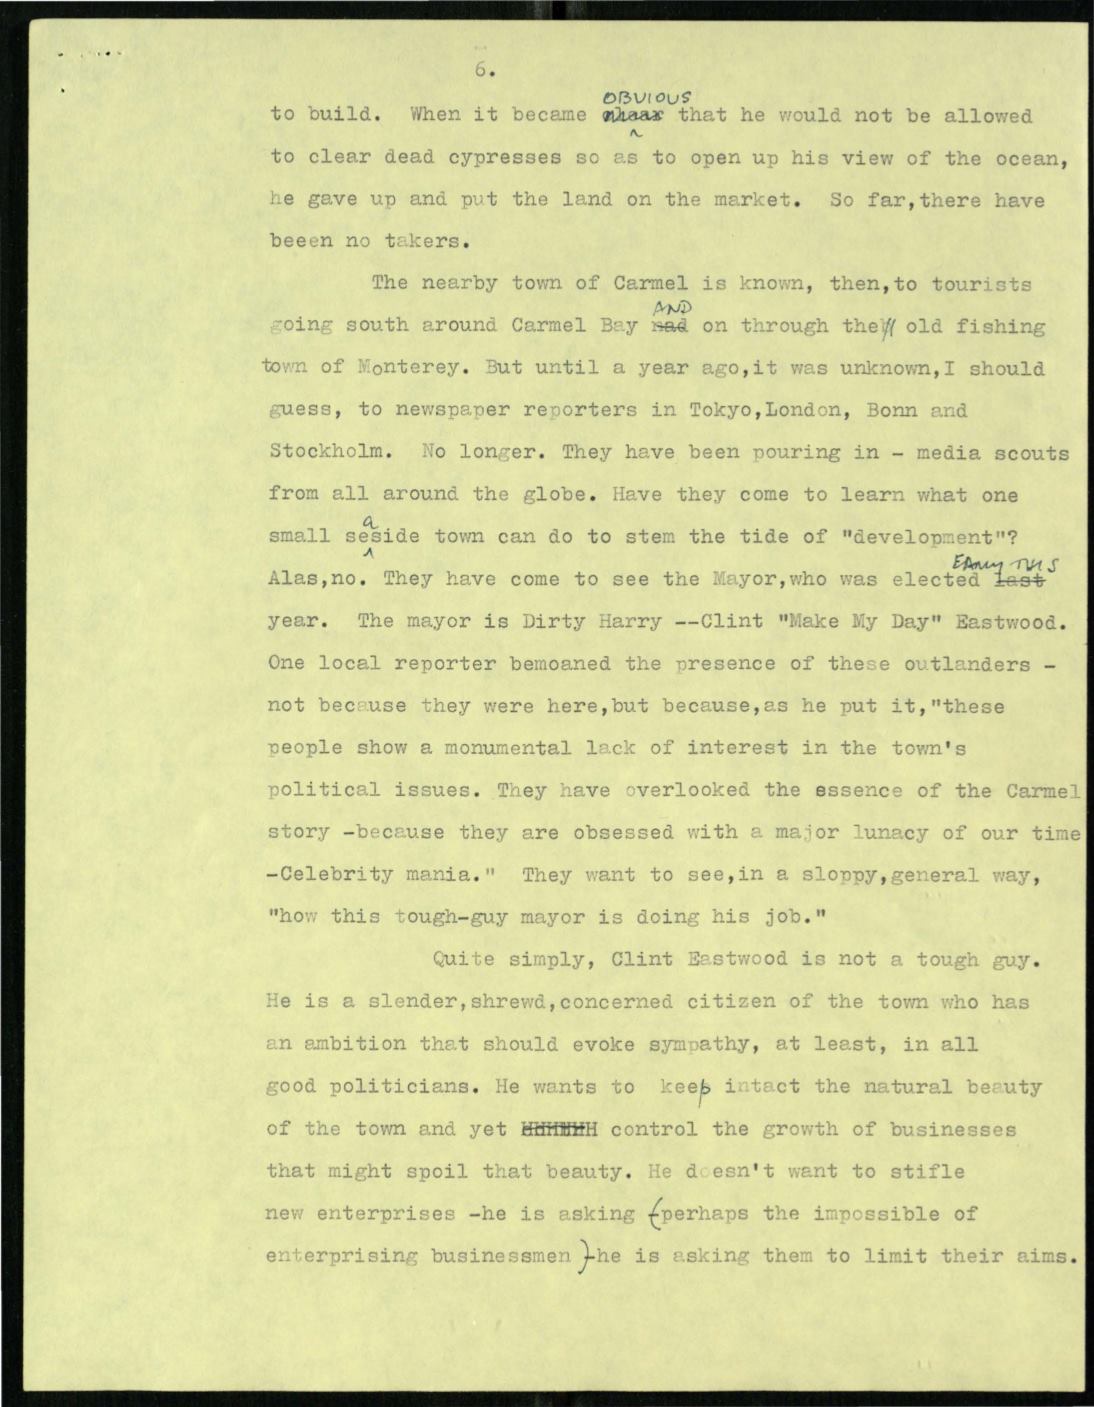 6.
OBVIOUS
to build. When it became that he would not be allowed
to clear dead cypresses so as to open up his view of the ocean,
he gave up and put the land on the market. So far,there have
beeen no takers.
The nearby town of Carmel is known, then,to tourists
AND
going south around Carmel Bay nad on through the old fishing
town of Monterey. But until a year ago,it was unknown,I should
guess, to newspaper reporters in Tokyo,London, Bonn and
Stockholm. No longer. They have been pouring in - media scouts
from all around the globe. Have they come to learn what one
a
small seside town can do to stem the tide of "development"?
EARLY THIS
Alas,no. They have come to see the Mayor,who was elected last
year. The mayor is Dirty Harry --Clint "Make My Day" Eastwood.
One local reporter bemoaned the presence of these outlanders -
not because they were here,but because,as he put it,"these
people show a monumental lack of interest in the town's
political issues. They have overlooked the essence of the Carmel
story -because they are obsessed with a major lunacy of our time
-Celebrity mania." They want to see,in a sloppy,general way,
"how this tough-guy mayor is doing his job."
Quite simply, Clint Eastwood is not a tough guy.
He is a slender,shrewd,concerned citizen of the town who has
an ambition that should evoke sympathy, at least, in all
good politicians. He wants to keep intact the natural beauty
of the town and yet control the growth of businesses
that might spoil that beauty. He doesn't want to stifle
new enterprises -he is asking (perhaps the impossible of
enterprising businessmen )-he is asking them to limit their aims.